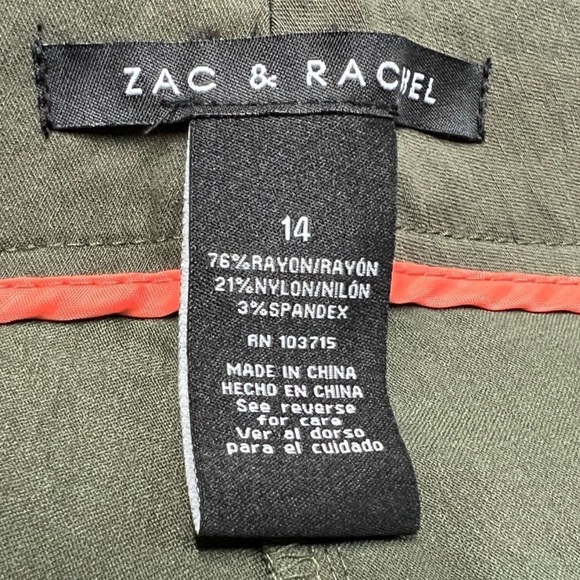 ZAC & RACHEL
14
76%RAYON/RAYÓN
21%NYLON/NILÓN
3%SPANDEX
RN 103715
MADE IN CHINA
HECHO EN CHINA
See reverse
for care
Ver al dorso
para el cuidado